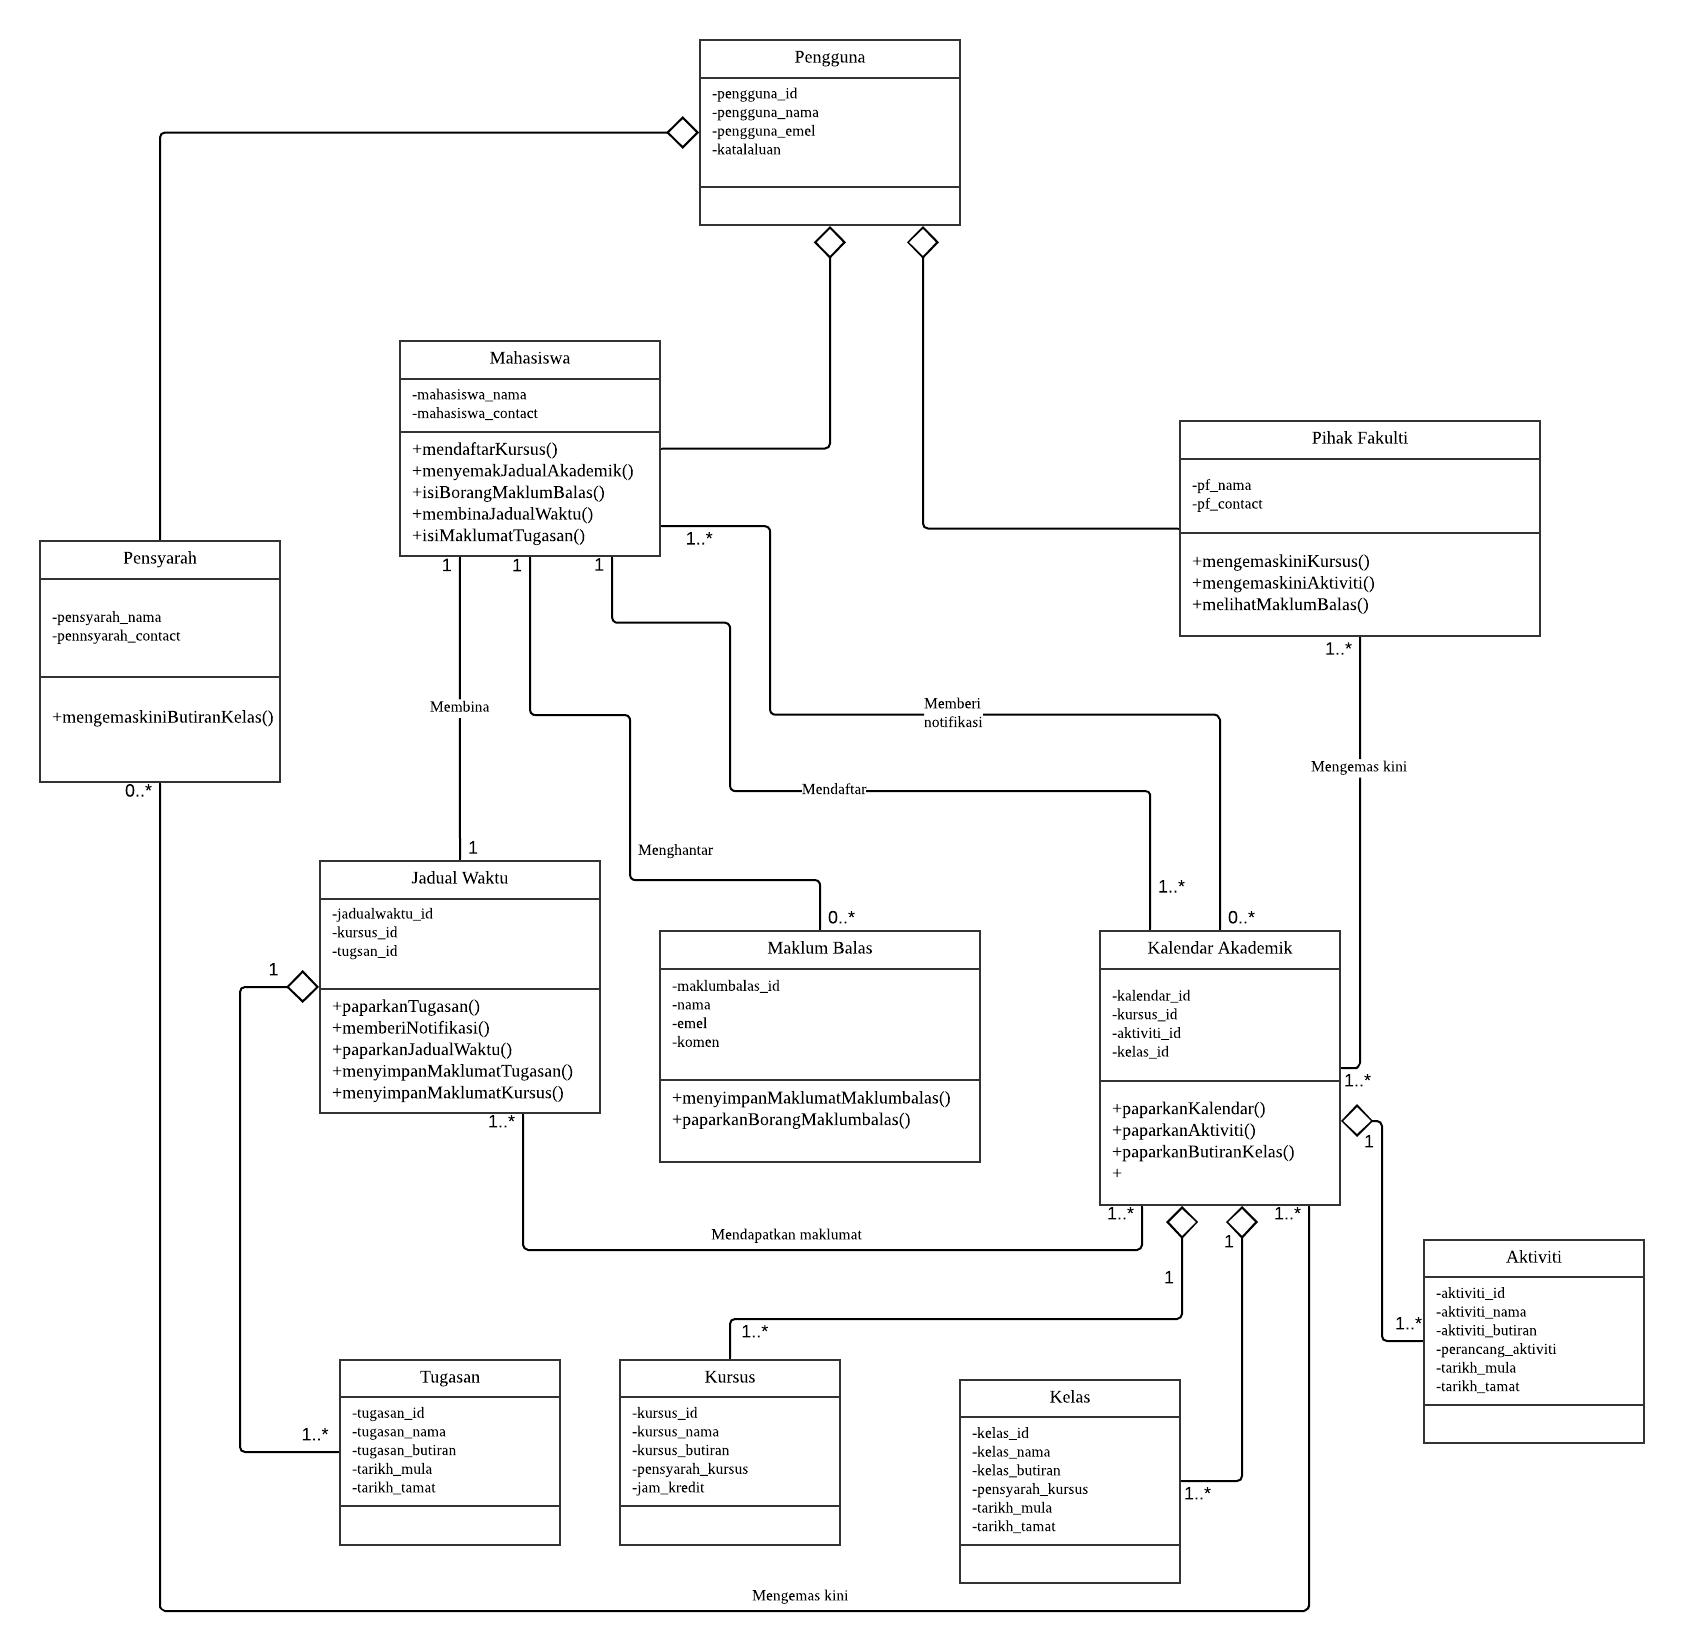 Pengguna
-pengguna_id
-pengguna_nama
-pengguna_emel
-katalaluan
Mahasiswa
-mahasiswa_nama
-mahasiswa_contact
+mendaftarKursus()
+menyemakJadualAkademik()
+isiBorangMaklumBalas()
+membinaJadualWaktu()
+isiMaklumatTugasan()
Pihak Fakulti
-pf_nama
-pf_contact
+mengemaskiniKursus()
+mengemaskiniAktiviti()
+melihatMaklumBalas()
Pensyarah
-pensyarah_nama
-pennsyarah_contact
+mengemaskiniButiranKelas()
1..*
1
1
1
1..*
Membina
Memberi
notifikasi
Mengemas kini
Mendaftar
0..*
1
Menghantar
1..*
0..*
0..*
Jadual Waktu
-jadualwaktu_id
-kursus_id
-tugsan_id
+paparkanTugasan()
+memberiNotifikasi()
+paparkanJadualWaktu()
+menyimpanMaklumatTugasan()
+menyimpanMaklumatKursus()
1
1..*
Maklum Balas
-maklumbalas_id
-nama
-emel
-komen
+menyimpanMaklumatMaklumbalas()
+paparkanBorangMaklumbalas()
Kalendar Akademik
-kalendar_id
-kursus_id
-aktiviti_id
-kelas_id
+paparkanKalendar()
+paparkanAktiviti()
+paparkanButiranKelas()
+
1..*
1
1..*
1..*
Mendapatkan maklumat
1
1
Aktiviti
-aktiviti_id
-aktiviti_nama
-aktiviti_butiran
-perancang_aktiviti
-tarikh_mula
-tarikh_tamat
1..*
1..*
1..*
Tugasan
-tugasan_id
-tugasan_nama
-tugasan_butiran
-tarikh_mula
-tarikh_tamat
Kursus
-kursus_id
-kursus_nama
-kursus_butiran
-pensyarah_kursus
-jam_kredit
Kelas
-kelas_id
-kelas_nama
-kelas_butiran
-pensyarah_kursus
-tarikh_mula
-tarikh_tamat
1..*
Mengemas kini